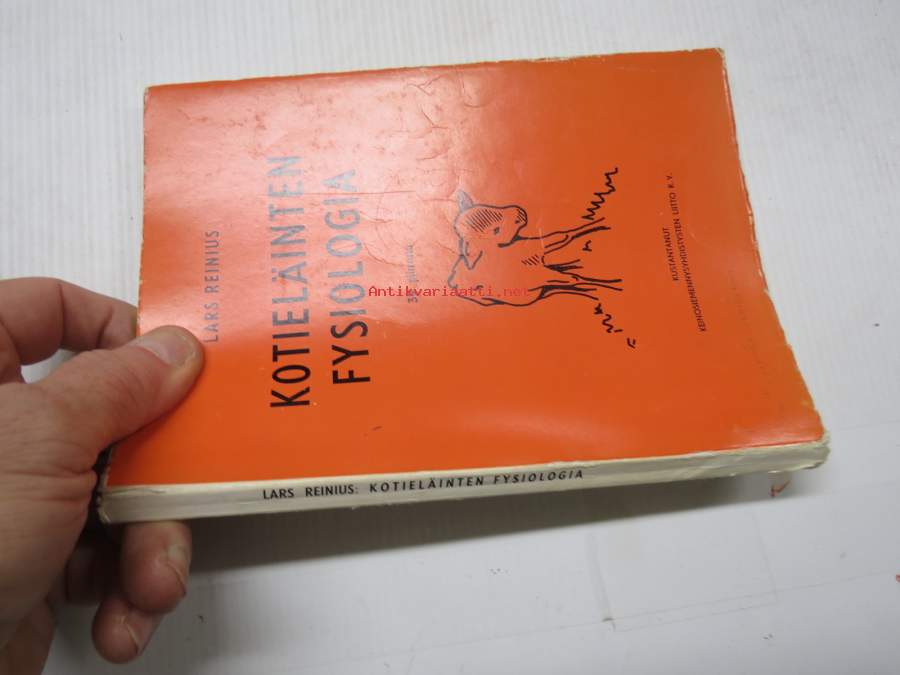 LARS REINIUS
KOTIELÄINTEN
FYSIOLOGIA
Antikvariaatti.net
KUSTANTANUT
KEINOSIEMENNYSYHDISTYSTEN LIITTO R.Y.
LARS REINIUS: KOTIELÄINTEN FYSIOLOGIA